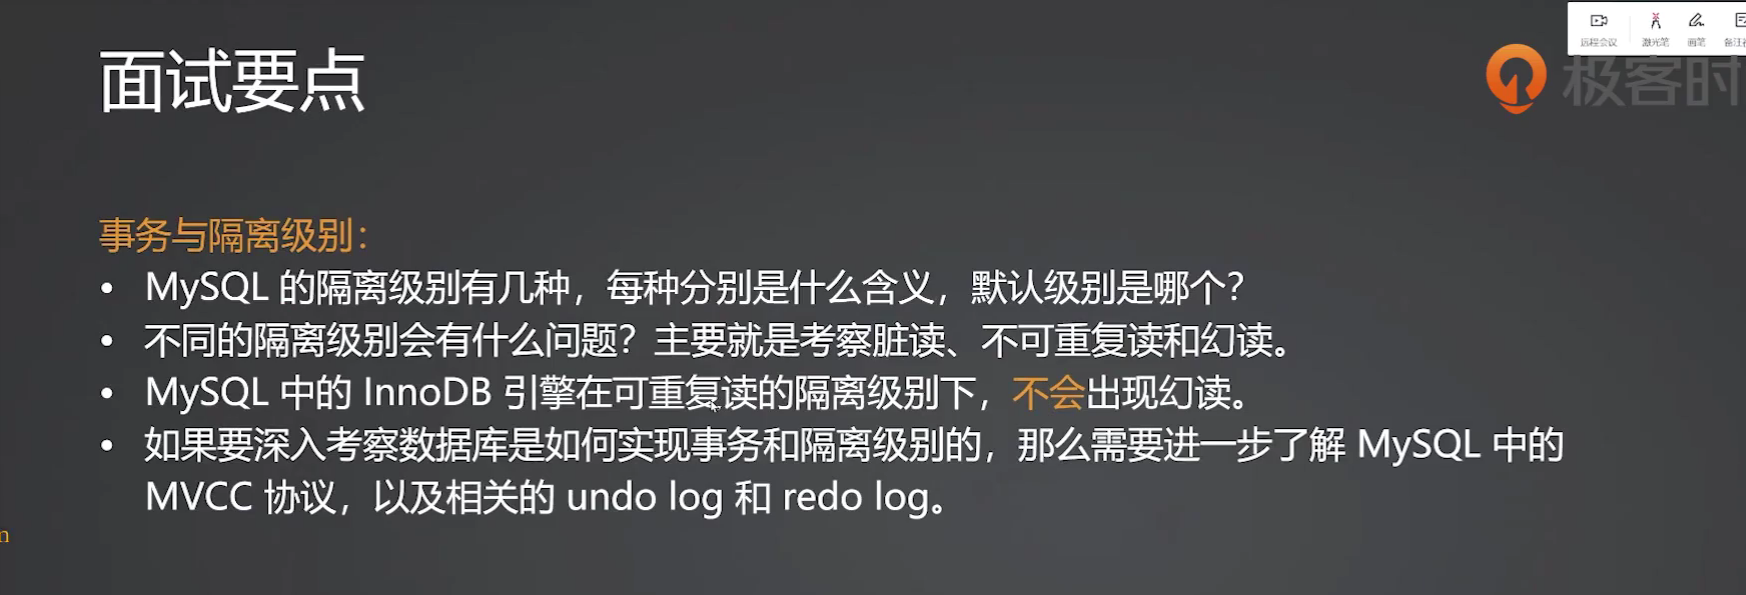 远程会议 激光笔 画笔
面试要点
极客时
事务与隔离级别：
• MySQL 的隔离级别有几种，每种分别是什么含义，默认级别是哪个？
• 不同的隔离级别会有什么问题？主要就是考察脏读、不可重复读和幻读。
• MySQL 中的 InnoDB 引擎在可重复读的隔离级别下，不会出现幻读。
• 如果要深入考察数据库是如何实现事务和隔离级别的，那么需要进一步了解 MySQL 中的
MVCC 协议，以及相关的 undo log 和 redo log。